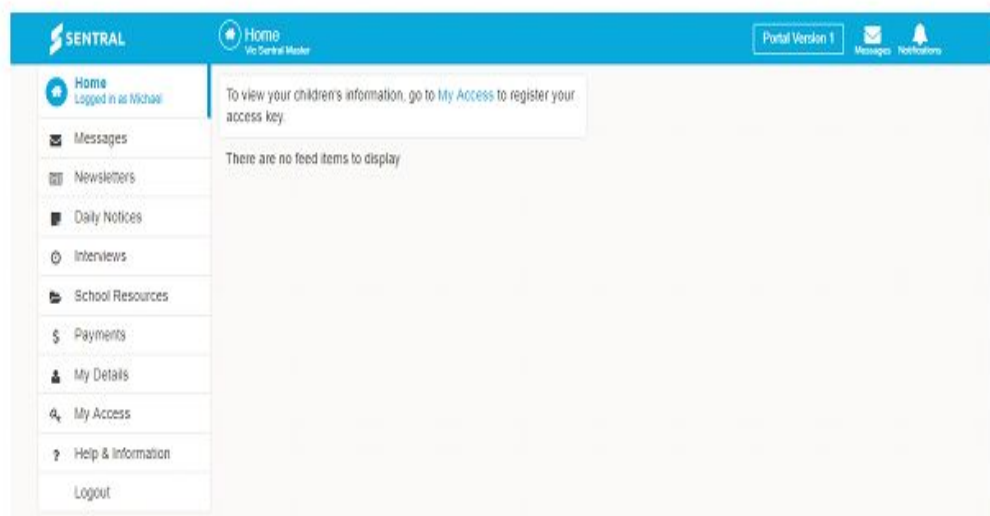 SENTRAL
Home
Vic Sentral Master
Portal Version 1
Messages
Notifications
Home
Logged in as Michael
Messages
Newsletters
Daily Notices
Interviews
School Resources
$ Payments
My Details
My Access
? Help & Information
Logout
To view your children's information, go to My Access to register your
access key.
There are no feed items to display